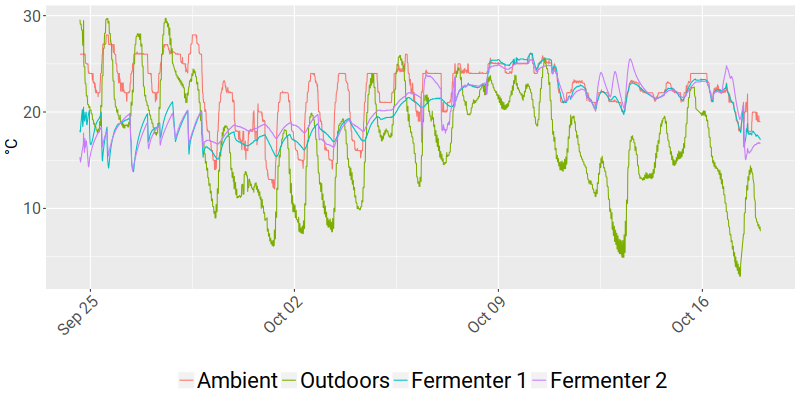 30
20
10
°C
Sep 25
Oct 02
Oct 09
Oct 16
Ambient Outdoors Fermenter 1 Fermenter 2